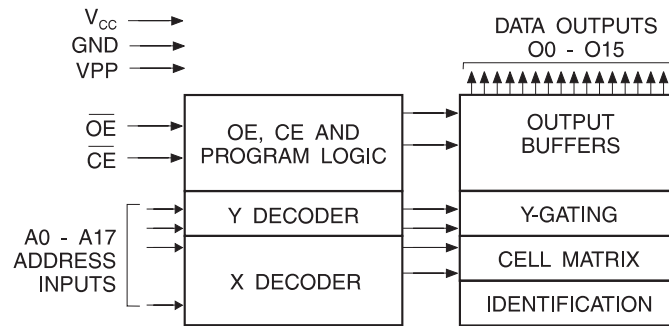 V_CC
GND
VPP
DATA OUTPUTS
O0 - O15
OE
CE
OE, CE AND
PROGRAM LOGIC
OUTPUT
BUFFERS
A0 - A17
ADDRESS
INPUTS
Y DECODER
Y-GATING
X DECODER
CELL MATRIX
IDENTIFICATION